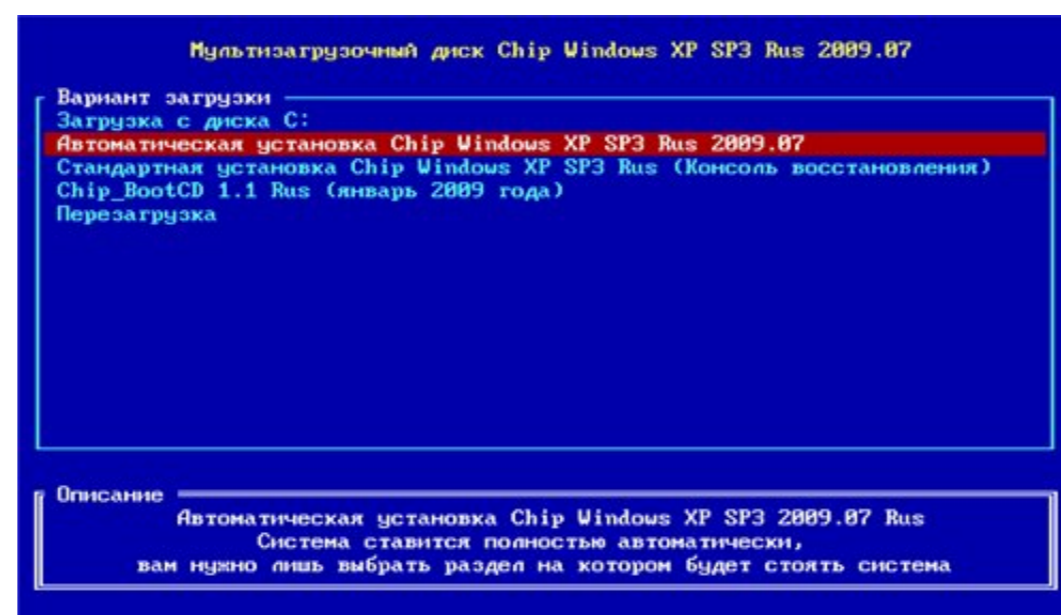 Мультизагрузочный диск Chip Windows XP SP3 Rus 2009.07
Вариант загрузки
Загрузка с диска C:
Автоматическая установка Chip Windows XP SP3 Rus 2009.07
Стандартная установка Chip Windows XP SP3 Rus (Консоль восстановления)
Chip_BootCD 1.1 Rus (январь 2009 года)
Перезагрузка
Описание
Автоматическая установка Chip Windows XP SP3 2009.07 Rus
Система ставится полностью автоматически,
вам нужно лишь выбрать раздел на котором будет стоять система